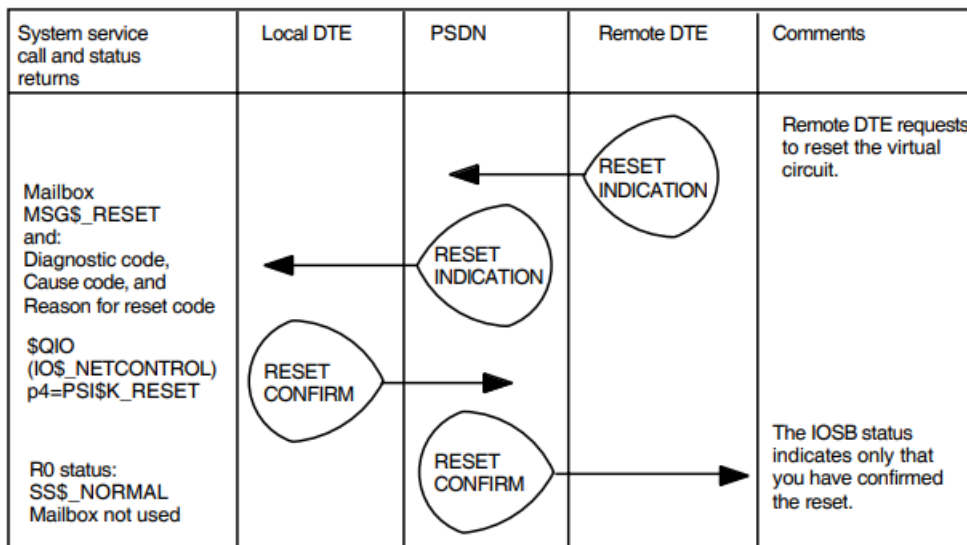 System service
call and status
returns
Local DTE
PSDN
Remote DTE
Comments
Remote DTE requests
to reset the virtual
circuit.
RESET
INDICATION
Mailbox
MSG$_RESET
and:
Diagnostic code,
Cause code, and
Reason for reset code
RESET
INDICATION
$QIO
(IO$_NETCONTROL)
p4=PSI$K_RESET
RESET
CONFIRM
R0 status:
SS$_NORMAL
Mailbox not used
RESET
CONFIRM
The IOSB status
indicates only that
you have confirmed
the reset.